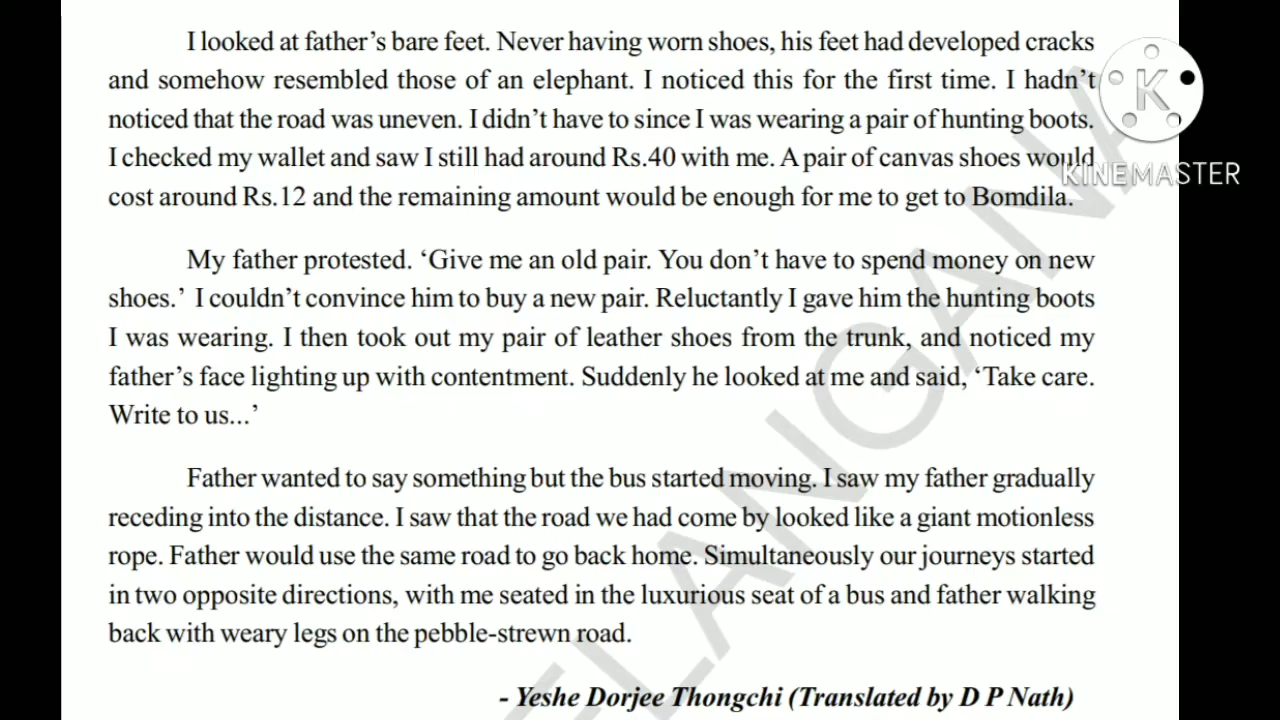 I looked at father’s bare feet. Never having worn shoes, his feet had developed cracks
and somehow resembled those of an elephant. I noticed this for the first time. I hadn’t
noticed that the road was uneven. I didn’t have to since I was wearing a pair of hunting boots.
I checked my wallet and saw I still had around Rs.40 with me. A pair of canvas shoes would
cost around Rs.12 and the remaining amount would be enough for me to get to Bomdila.
K
KINEMASTER
My father protested. ‘Give me an old pair. You don’t have to spend money on new
shoes.’ I couldn’t convince him to buy a new pair. Reluctantly I gave him the hunting boots
I was wearing. I then took out my pair of leather shoes from the trunk, and noticed my
father’s face lighting up with contentment. Suddenly he looked at me and said, ‘Take care.
Write to us...’
Father wanted to say something but the bus started moving. I saw my father gradually
receding into the distance. I saw that the road we had come by looked like a giant motionless
rope. Father would use the same road to go back home. Simultaneously our journeys started
in two opposite directions, with me seated in the luxurious seat of a bus and father walking
back with weary legs on the pebble-strewn road.
- Yeshe Dorjee Thongchi (Translated by D P Nath)
ELANGANA